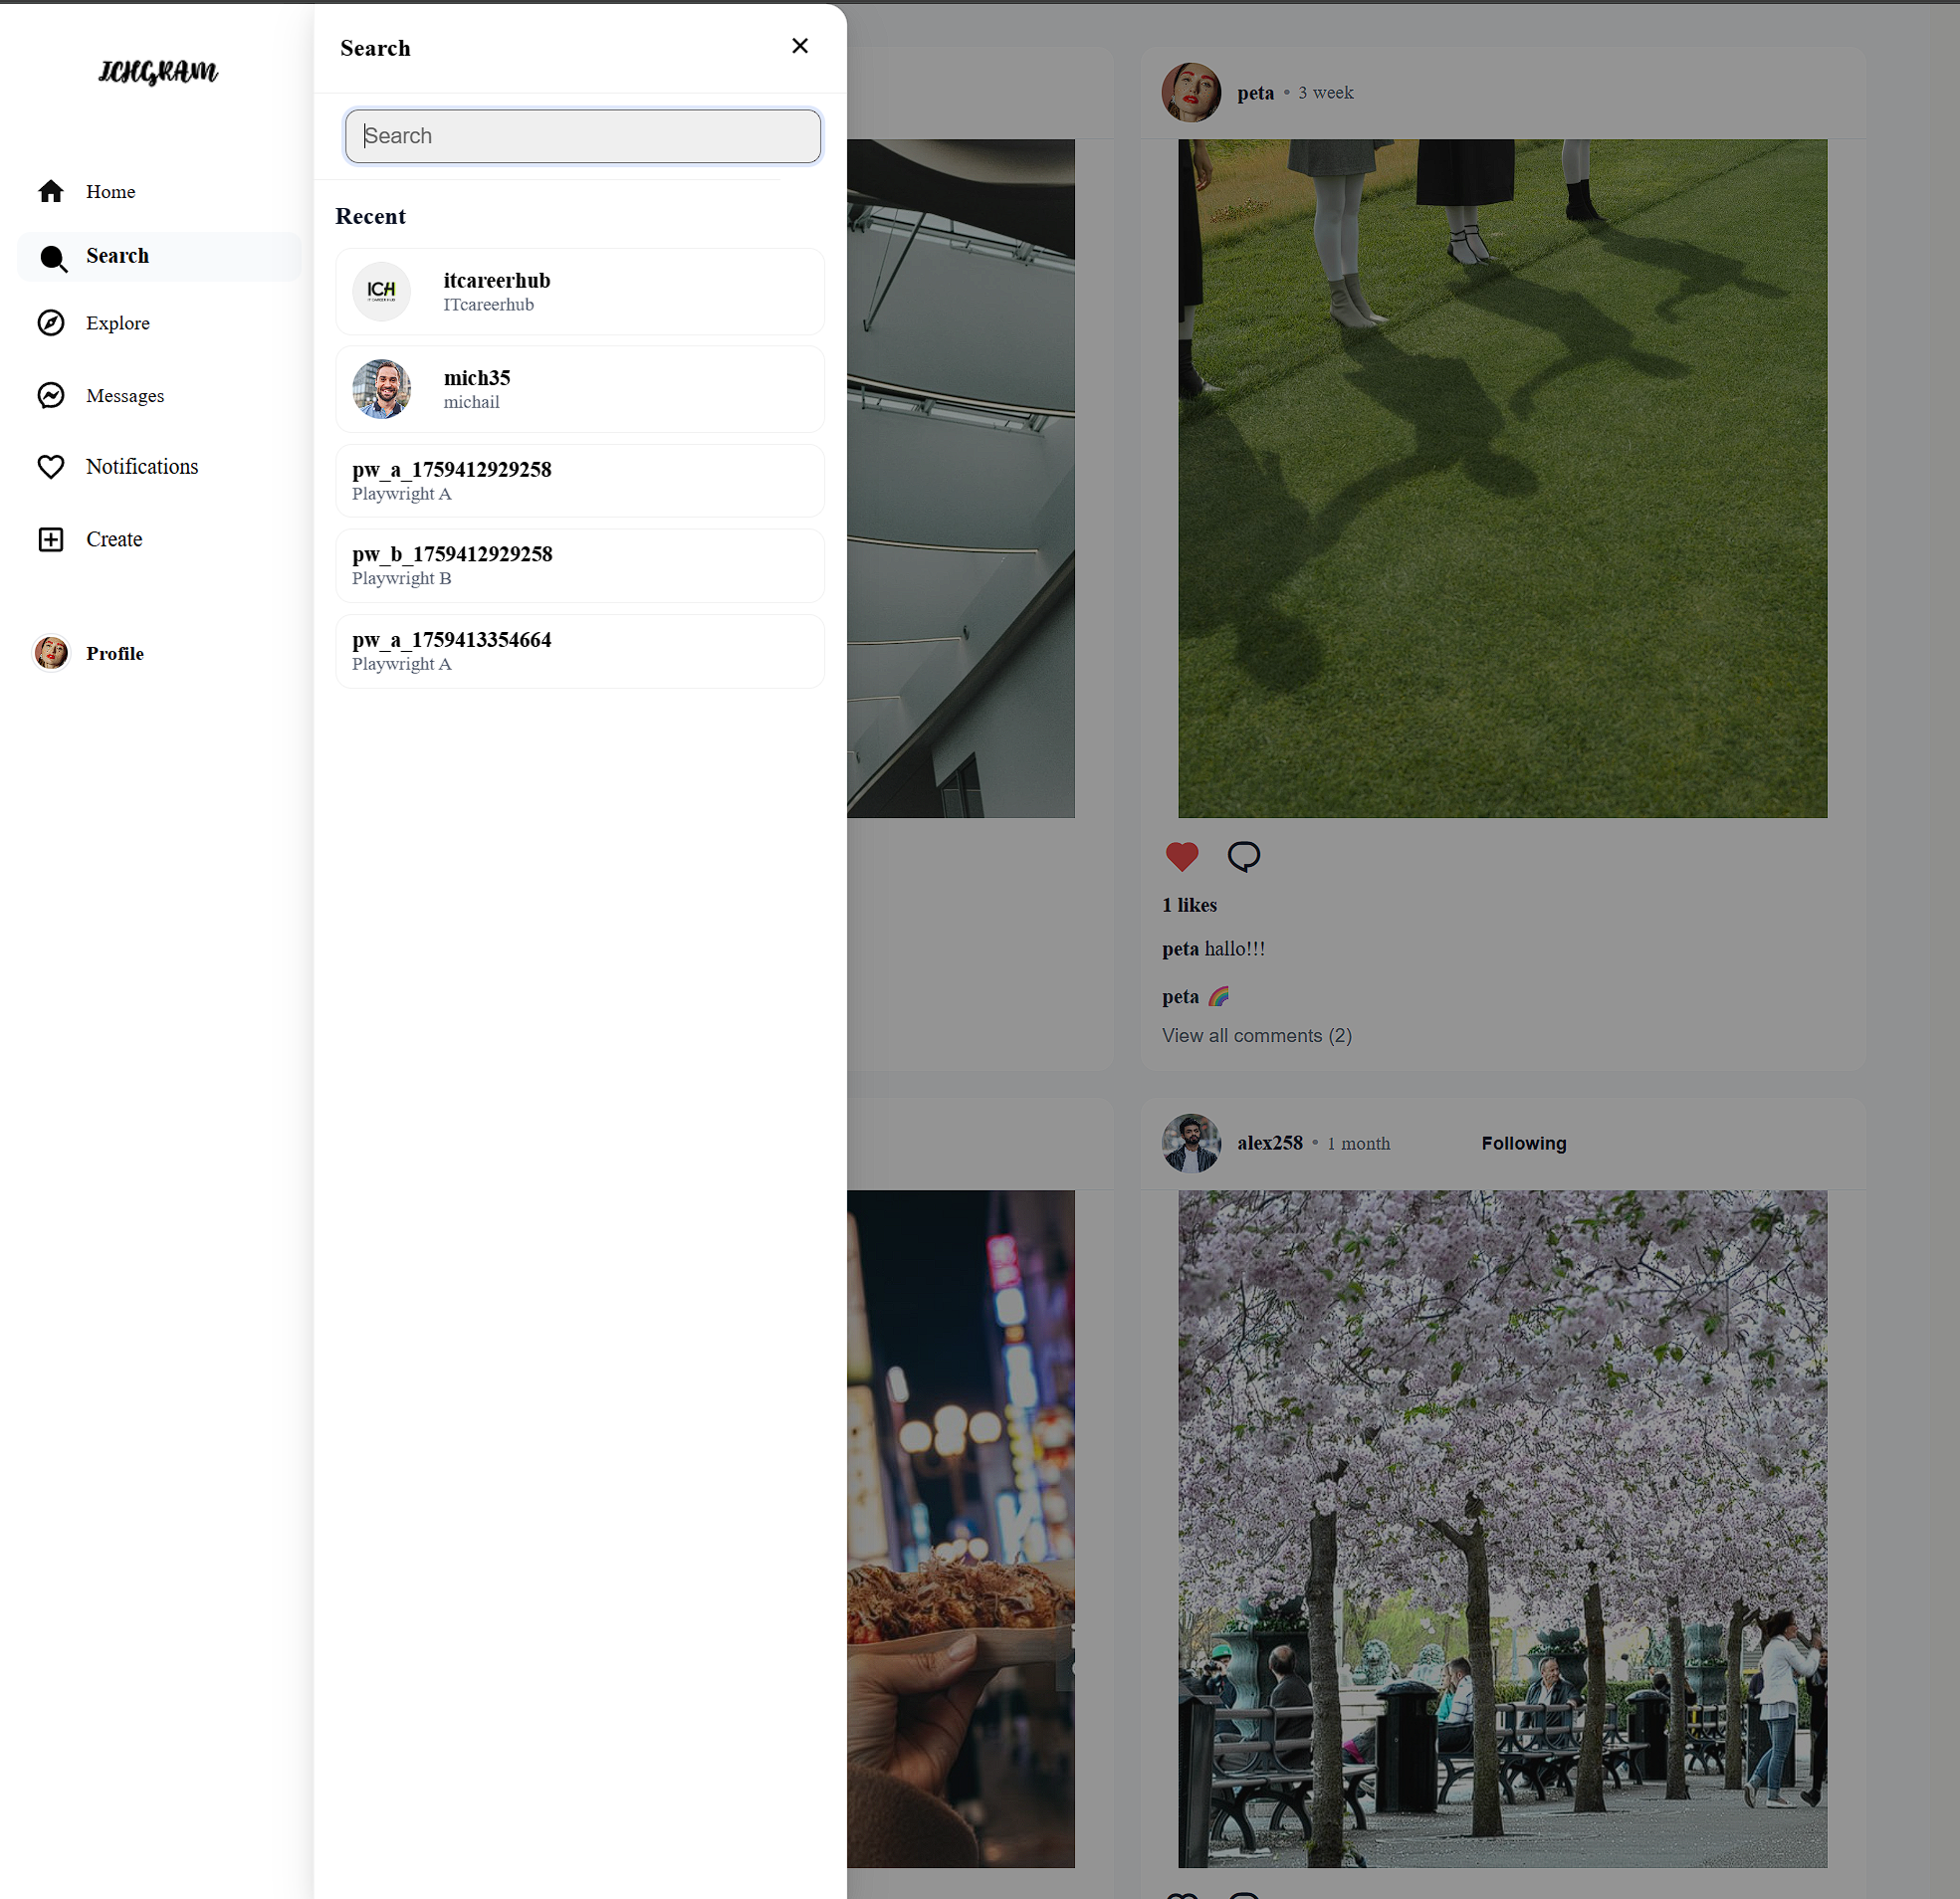 ICHGRAM
Home
Search
Explore
Messages
Notifications
Create
Profile
Search
Search
Recent
ICH
itcareerhub
ITcareerhub
mich35
michail
pw_a_1759412929258
Playwright A
pw_b_1759412929258
Playwright B
pw_a_1759413354664
Playwright A
peta • 3 week
1 likes
peta hallo!!!
peta 🌈
View all comments (2)
alex258 • 1 month Following